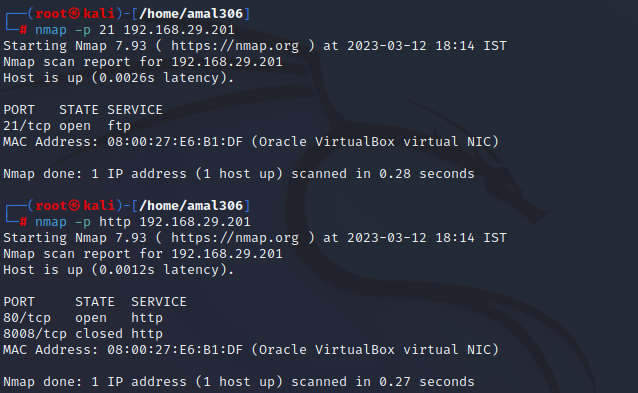 ┌──(root㉿kali)-[/home/amal306]
└─# nmap -p 21 192.168.29.201
Starting Nmap 7.93 ( https://nmap.org ) at 2023-03-12 18:14 IST
Nmap scan report for 192.168.29.201
Host is up (0.0026s latency).

PORT   STATE SERVICE
21/tcp open  ftp
MAC Address: 08:00:27:E6:B1:DF (Oracle VirtualBox virtual NIC)

Nmap done: 1 IP address (1 host up) scanned in 0.28 seconds

┌──(root㉿kali)-[/home/amal306]
└─# nmap -p http 192.168.29.201
Starting Nmap 7.93 ( https://nmap.org ) at 2023-03-12 18:14 IST
Nmap scan report for 192.168.29.201
Host is up (0.0012s latency).

PORT     STATE  SERVICE
80/tcp   open   http
8008/tcp closed http
MAC Address: 08:00:27:E6:B1:DF (Oracle VirtualBox virtual NIC)

Nmap done: 1 IP address (1 host up) scanned in 0.27 seconds